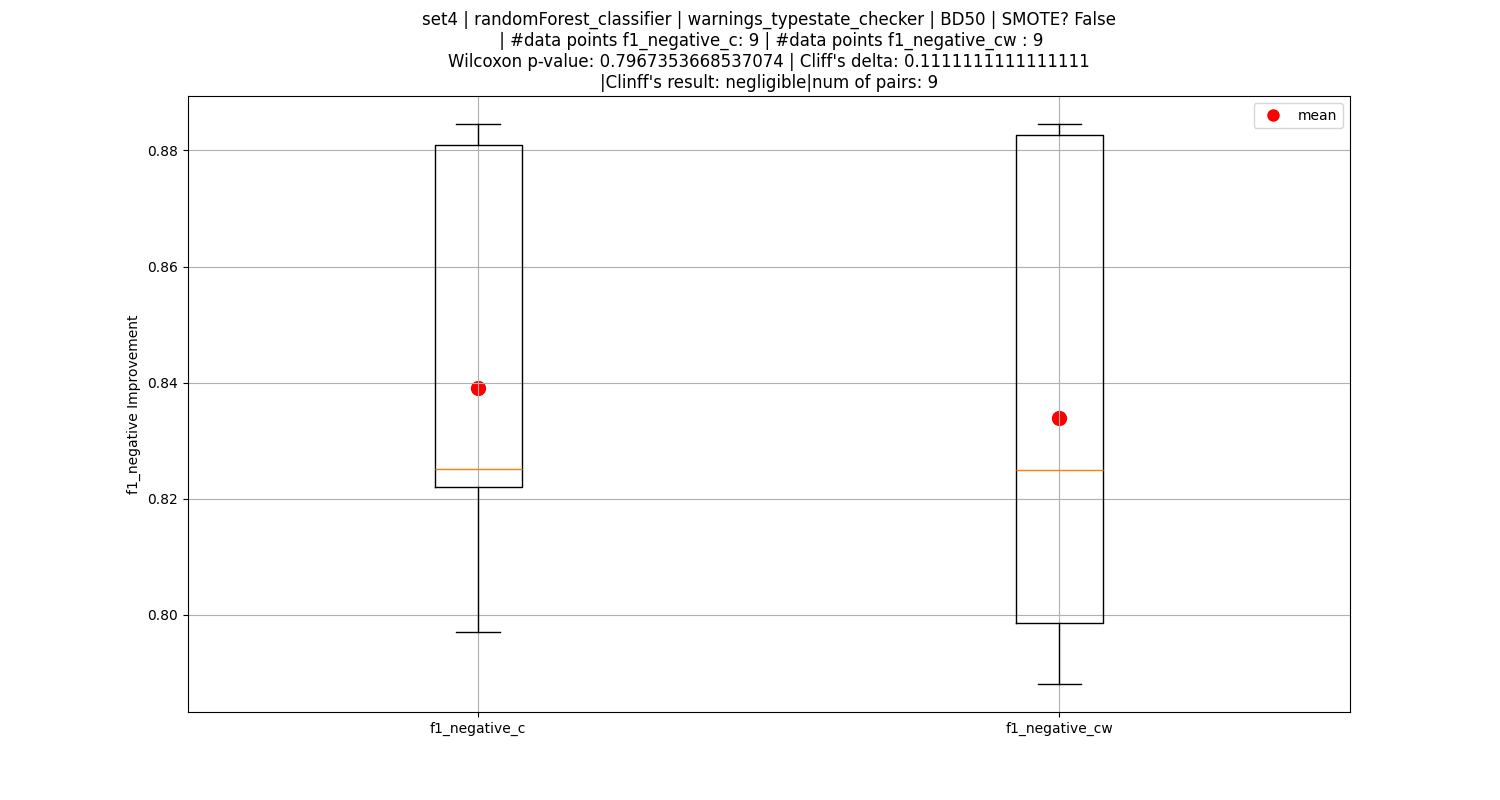 set4 | randomForest_classifier | warnings_typestate_checker | BD50 | SMOTE? False
| #data points f1_negative_c: 9 | #data points f1_negative_cw : 9
Wilcoxon p-value: 0.7967353668537074 | Cliff's delta: 0.1111111111111111
|Clinff's result: negligible|num of pairs: 9
mean
0.88
0.86
0.84
0.82
0.80
f1_negative Improvement
f1_negative_c
f1_negative_cw